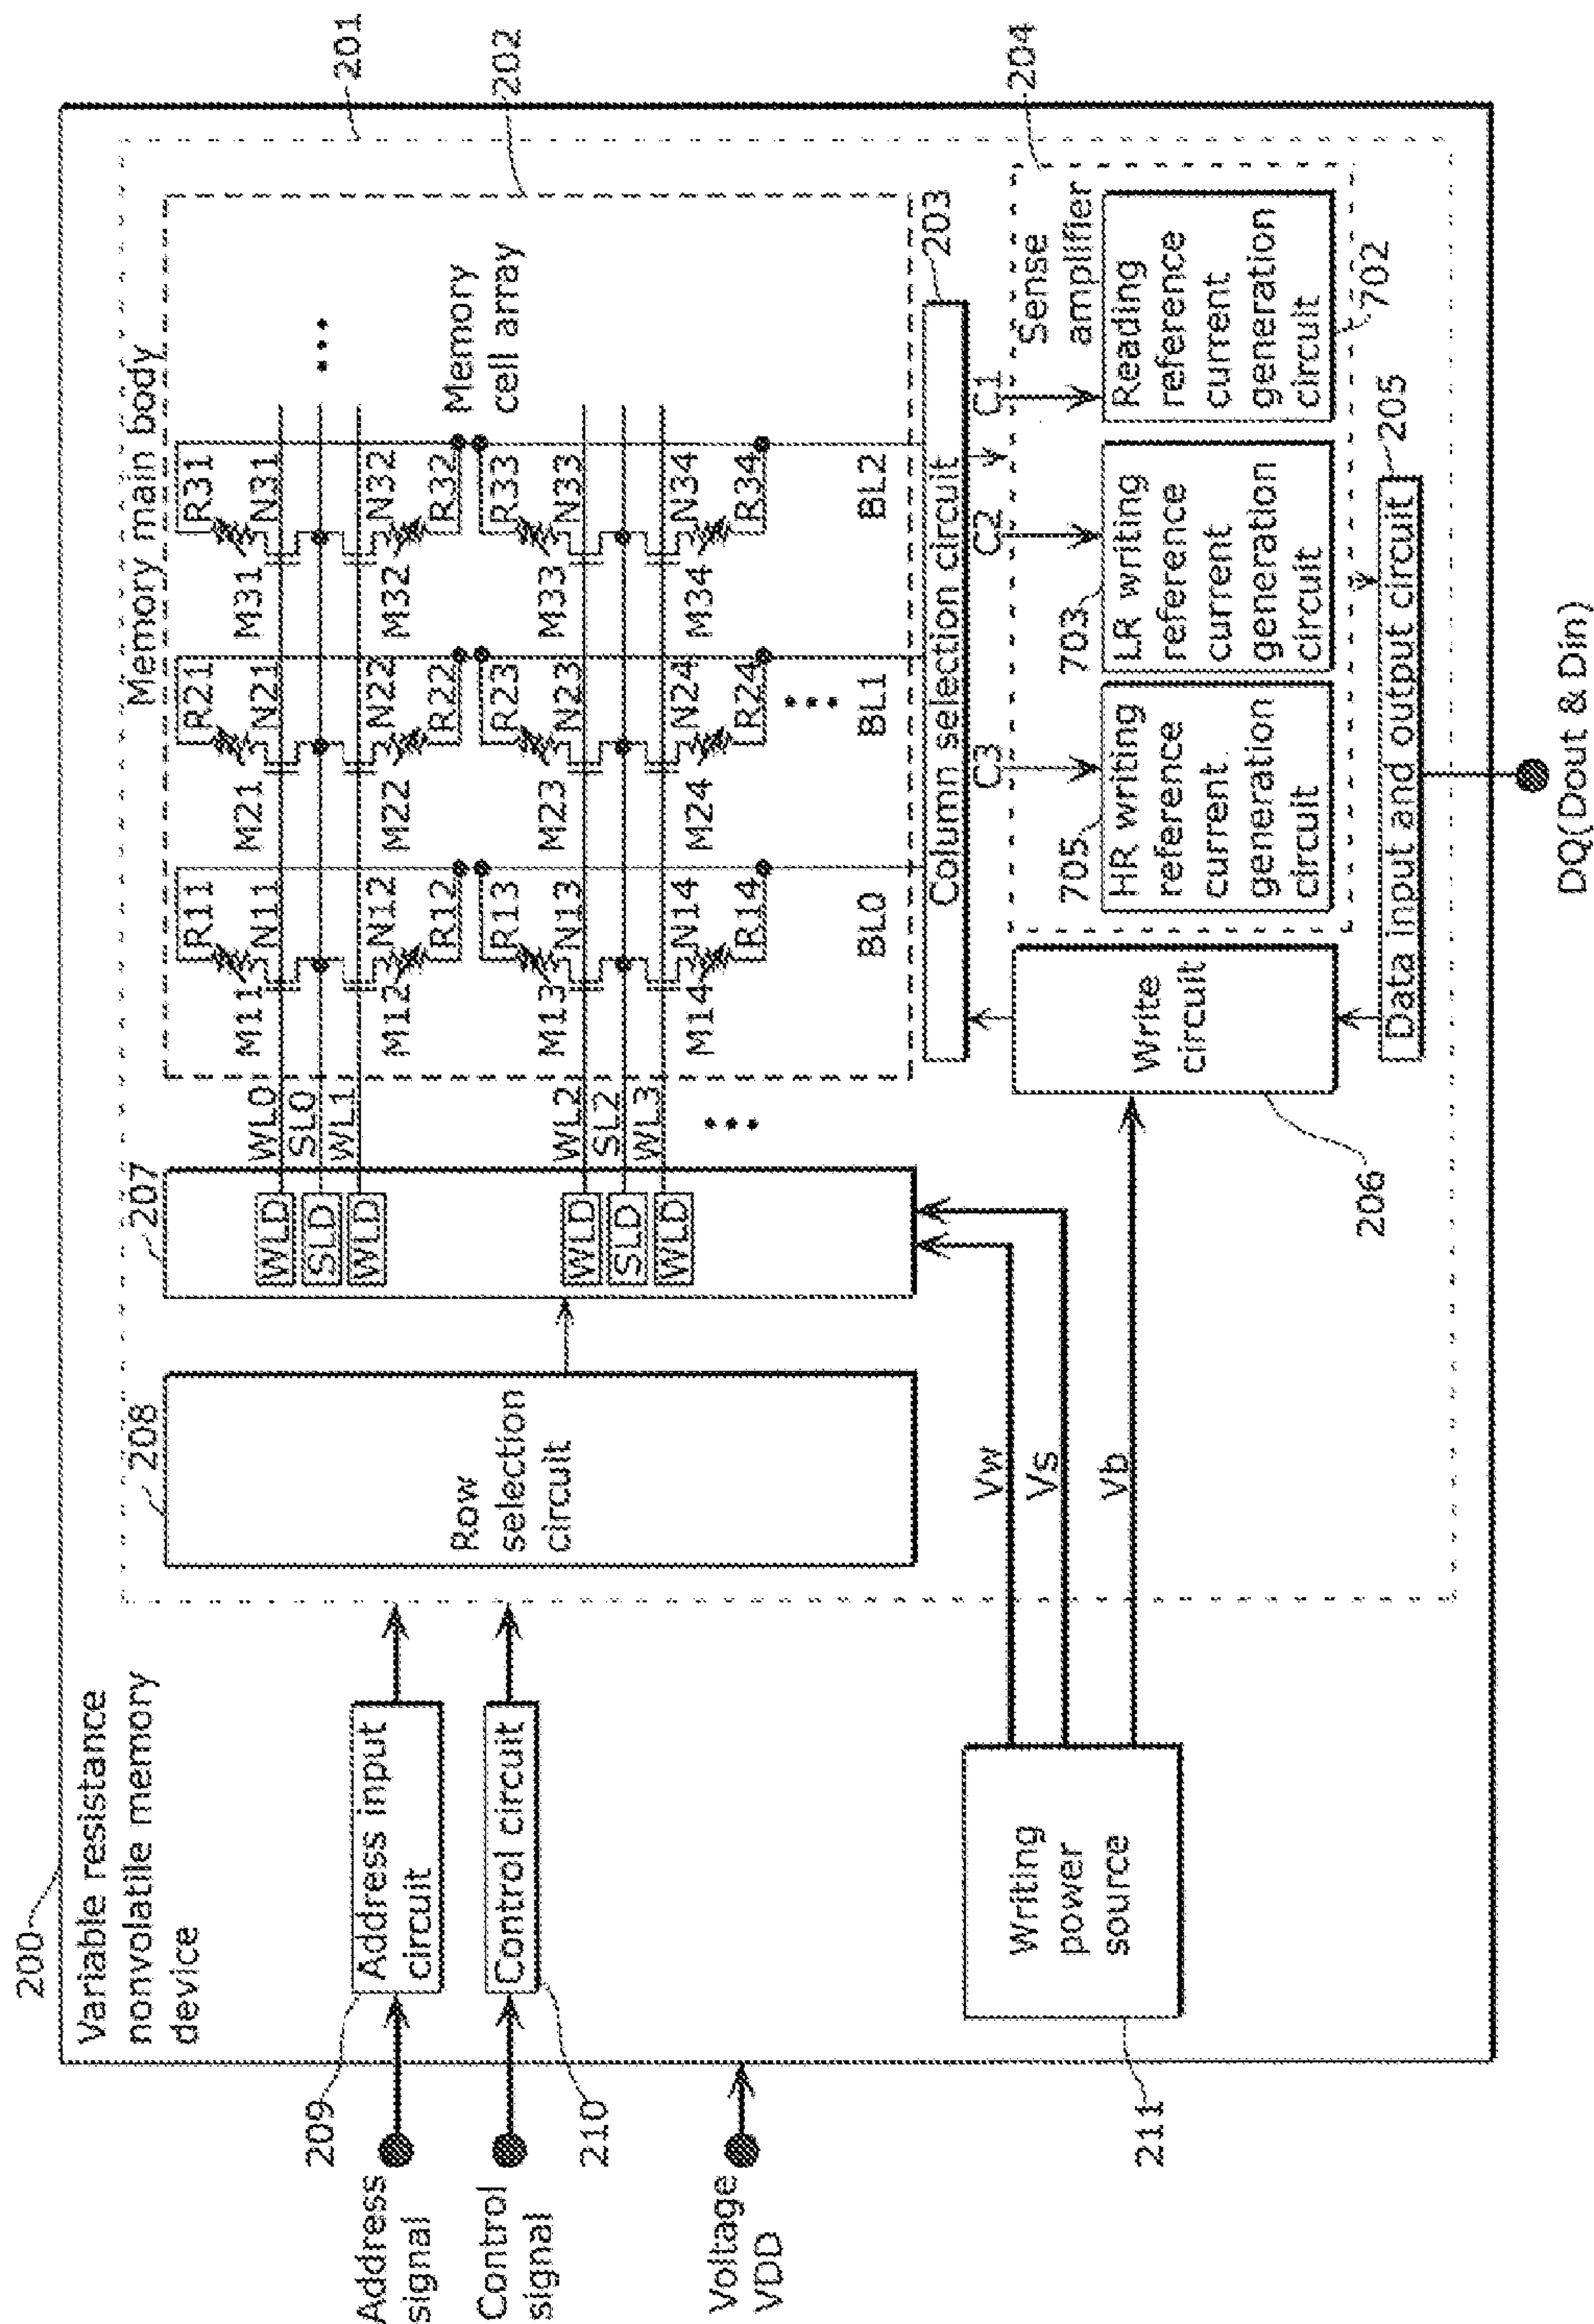 200
Variable resistance
nonvolatile memory
device
Address
signal
209
Address input
circuit
Control
signal
210
Control circuit
Voltage
VDD
211
Writing
power
source
Vw
Vs
Vb
201
Memory main body
208
Row
selection
circuit
207
WLD
SLD
WLD
WLD
SLD
WLD
WL0
SL0
WL1
WL2
SL2
WL3
202
Memory
cell array
R11
M11
N11
M12
N12
R12
R13
M13
N13
M14
N14
R14
BL0
R21
M21
N21
M22
N22
R22
R23
M23
N23
M24
N24
R24
BL1
R31
M31
N31
M32
N32
R32
R33
M33
N33
M34
N34
R34
BL2
203
Column selection circuit
C3
C2
C1
204
Sense
amplifier
705
HR writing
reference
current
generation
circuit
703
LR writing
reference
current
generation
circuit
Reading
reference
current
generation
circuit
702
206
Write
circuit
205
Data input and output circuit
DQ(Dout & Din)